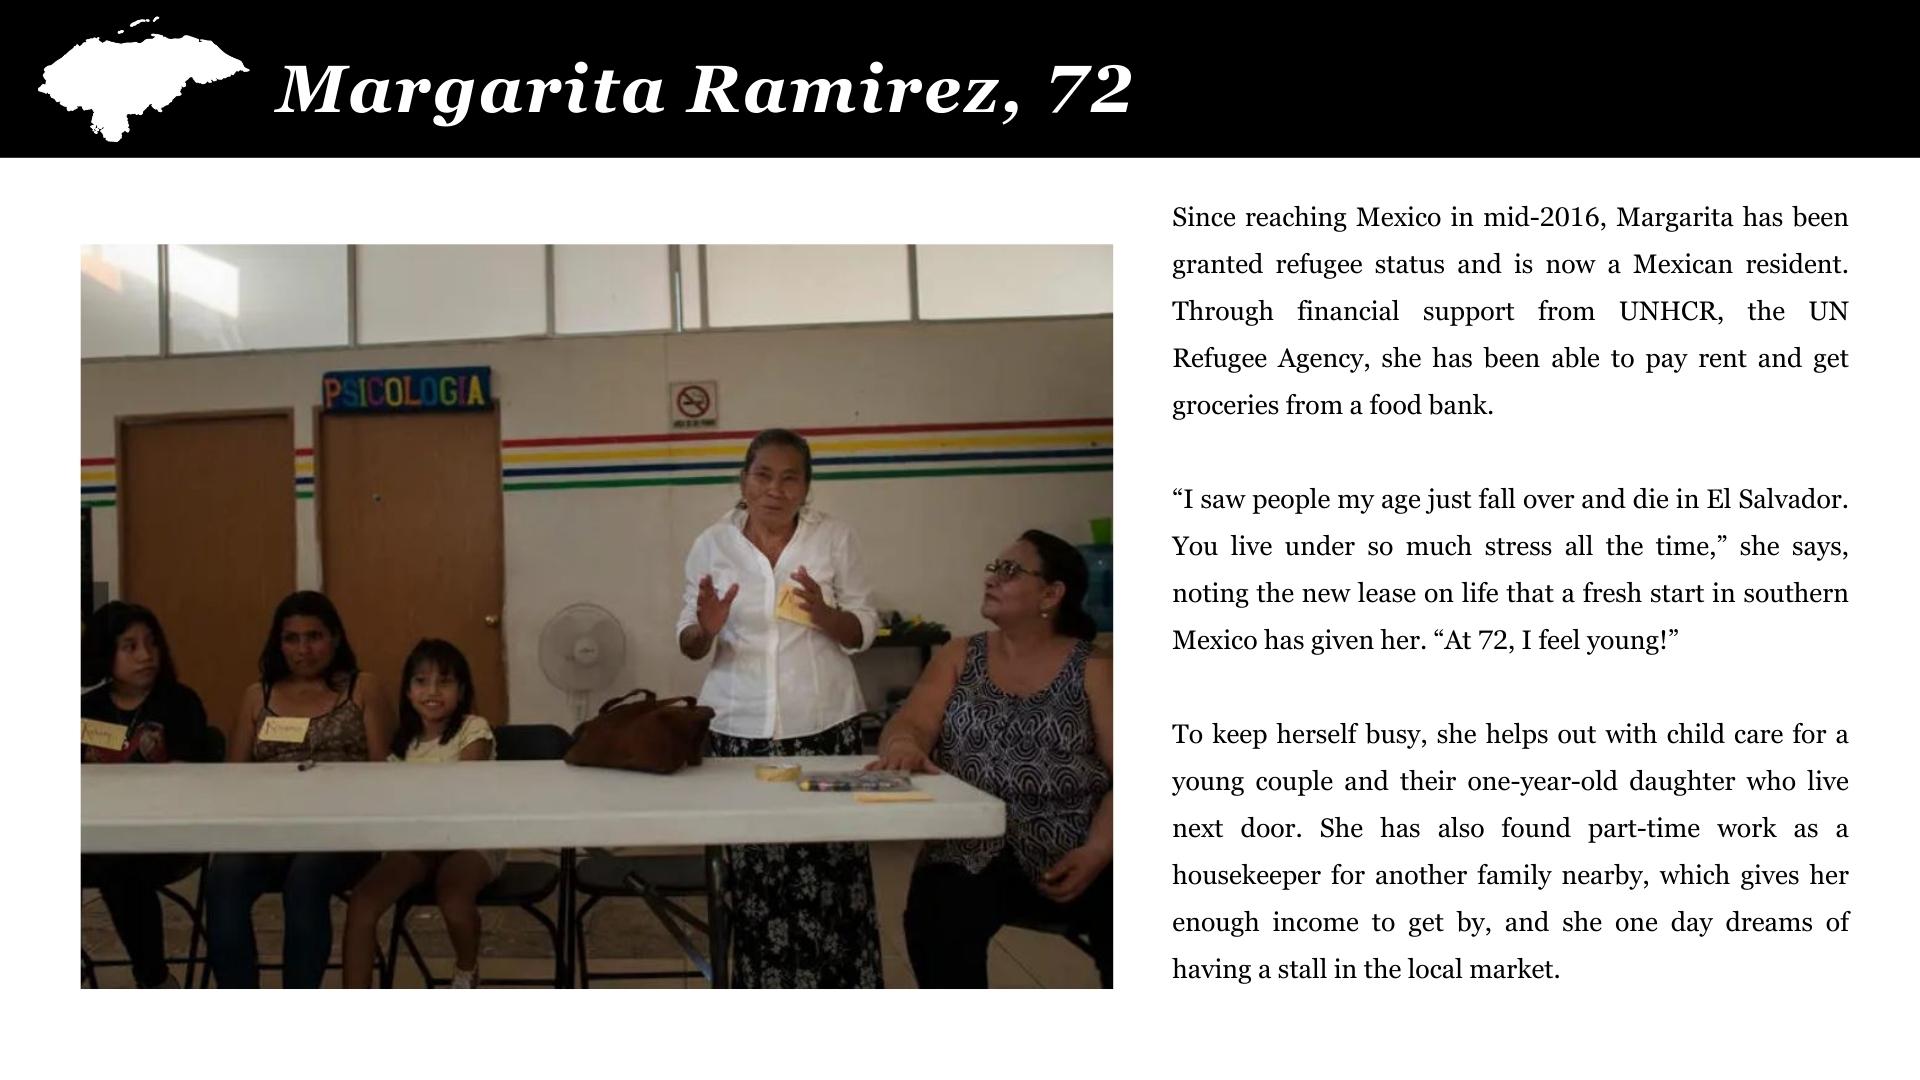 Margarita Ramirez, 72
Since reaching Mexico in mid-2016, Margarita has been
granted refugee status and is now a Mexican resident.
Through financial support from UNHCR, the UN
Refugee Agency, she has been able to pay rent and get
groceries from a food bank.
“I saw people my age just fall over and die in El Salvador.
You live under so much stress all the time,” she says,
noting the new lease on life that a fresh start in southern
Mexico has given her. “At 72, I feel young!”
To keep herself busy, she helps out with child care for a
young couple and their one-year-old daughter who live
next door. She has also found part-time work as a
housekeeper for another family nearby, which gives her
enough income to get by, and she one day dreams of
having a stall in the local market.
PSICOLOGIA